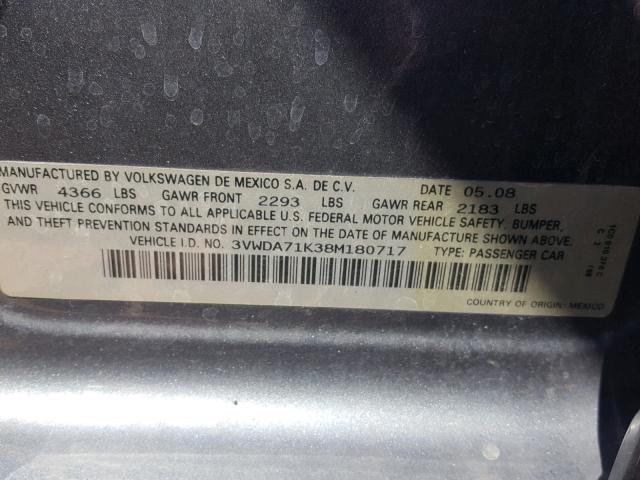 MANUFACTURED BY VOLKSWAGEN DE MEXICO S.A. DE C.V. DATE 05.08
GVWR 4366 LBS GAWR FRONT 2293 LBS GAWR REAR 2183 LBS
THIS VEHICLE CONFORMS TO ALL APPLICABLE U.S. FEDERAL MOTOR VEHICLE SAFETY, BUMPER,
AND THEFT PREVENTION STANDARDS IN EFFECT ON THE DATE OF MANUFACTURE SHOWN ABOVE.
VEHICLE I.D. NO. 3VWDA71K38M180717 TYPE: PASSENGER CAR
COUNTRY OF ORIGIN: MEXICO